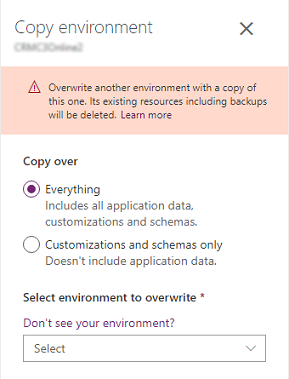 Copy environment
Overwrite another environment with a copy of
this one. Its existing resources including backups
will be deleted. Learn more
Copy over
Everything
Includes all application data,
customizations and schemas.
Customizations and schemas only
Doesn't include application data.
Select environment to overwrite *
Don't see your environment?
Select